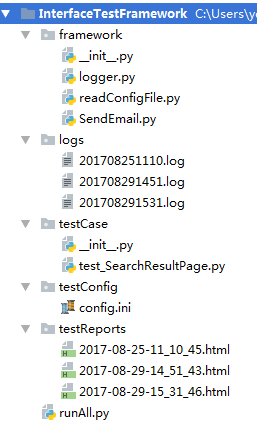 InterfaceTestFramework C:\Users\y
framework
__init__.py
logger.py
readConfigFile.py
SendEmail.py
logs
201708251110.log
201708291451.log
201708291531.log
testCase
__init__.py
test_SearchResultPage.py
testConfig
config.ini
testReports
2017-08-25-11_10_45.html
2017-08-29-14_51_43.html
2017-08-29-15_31_46.html
runAll.py